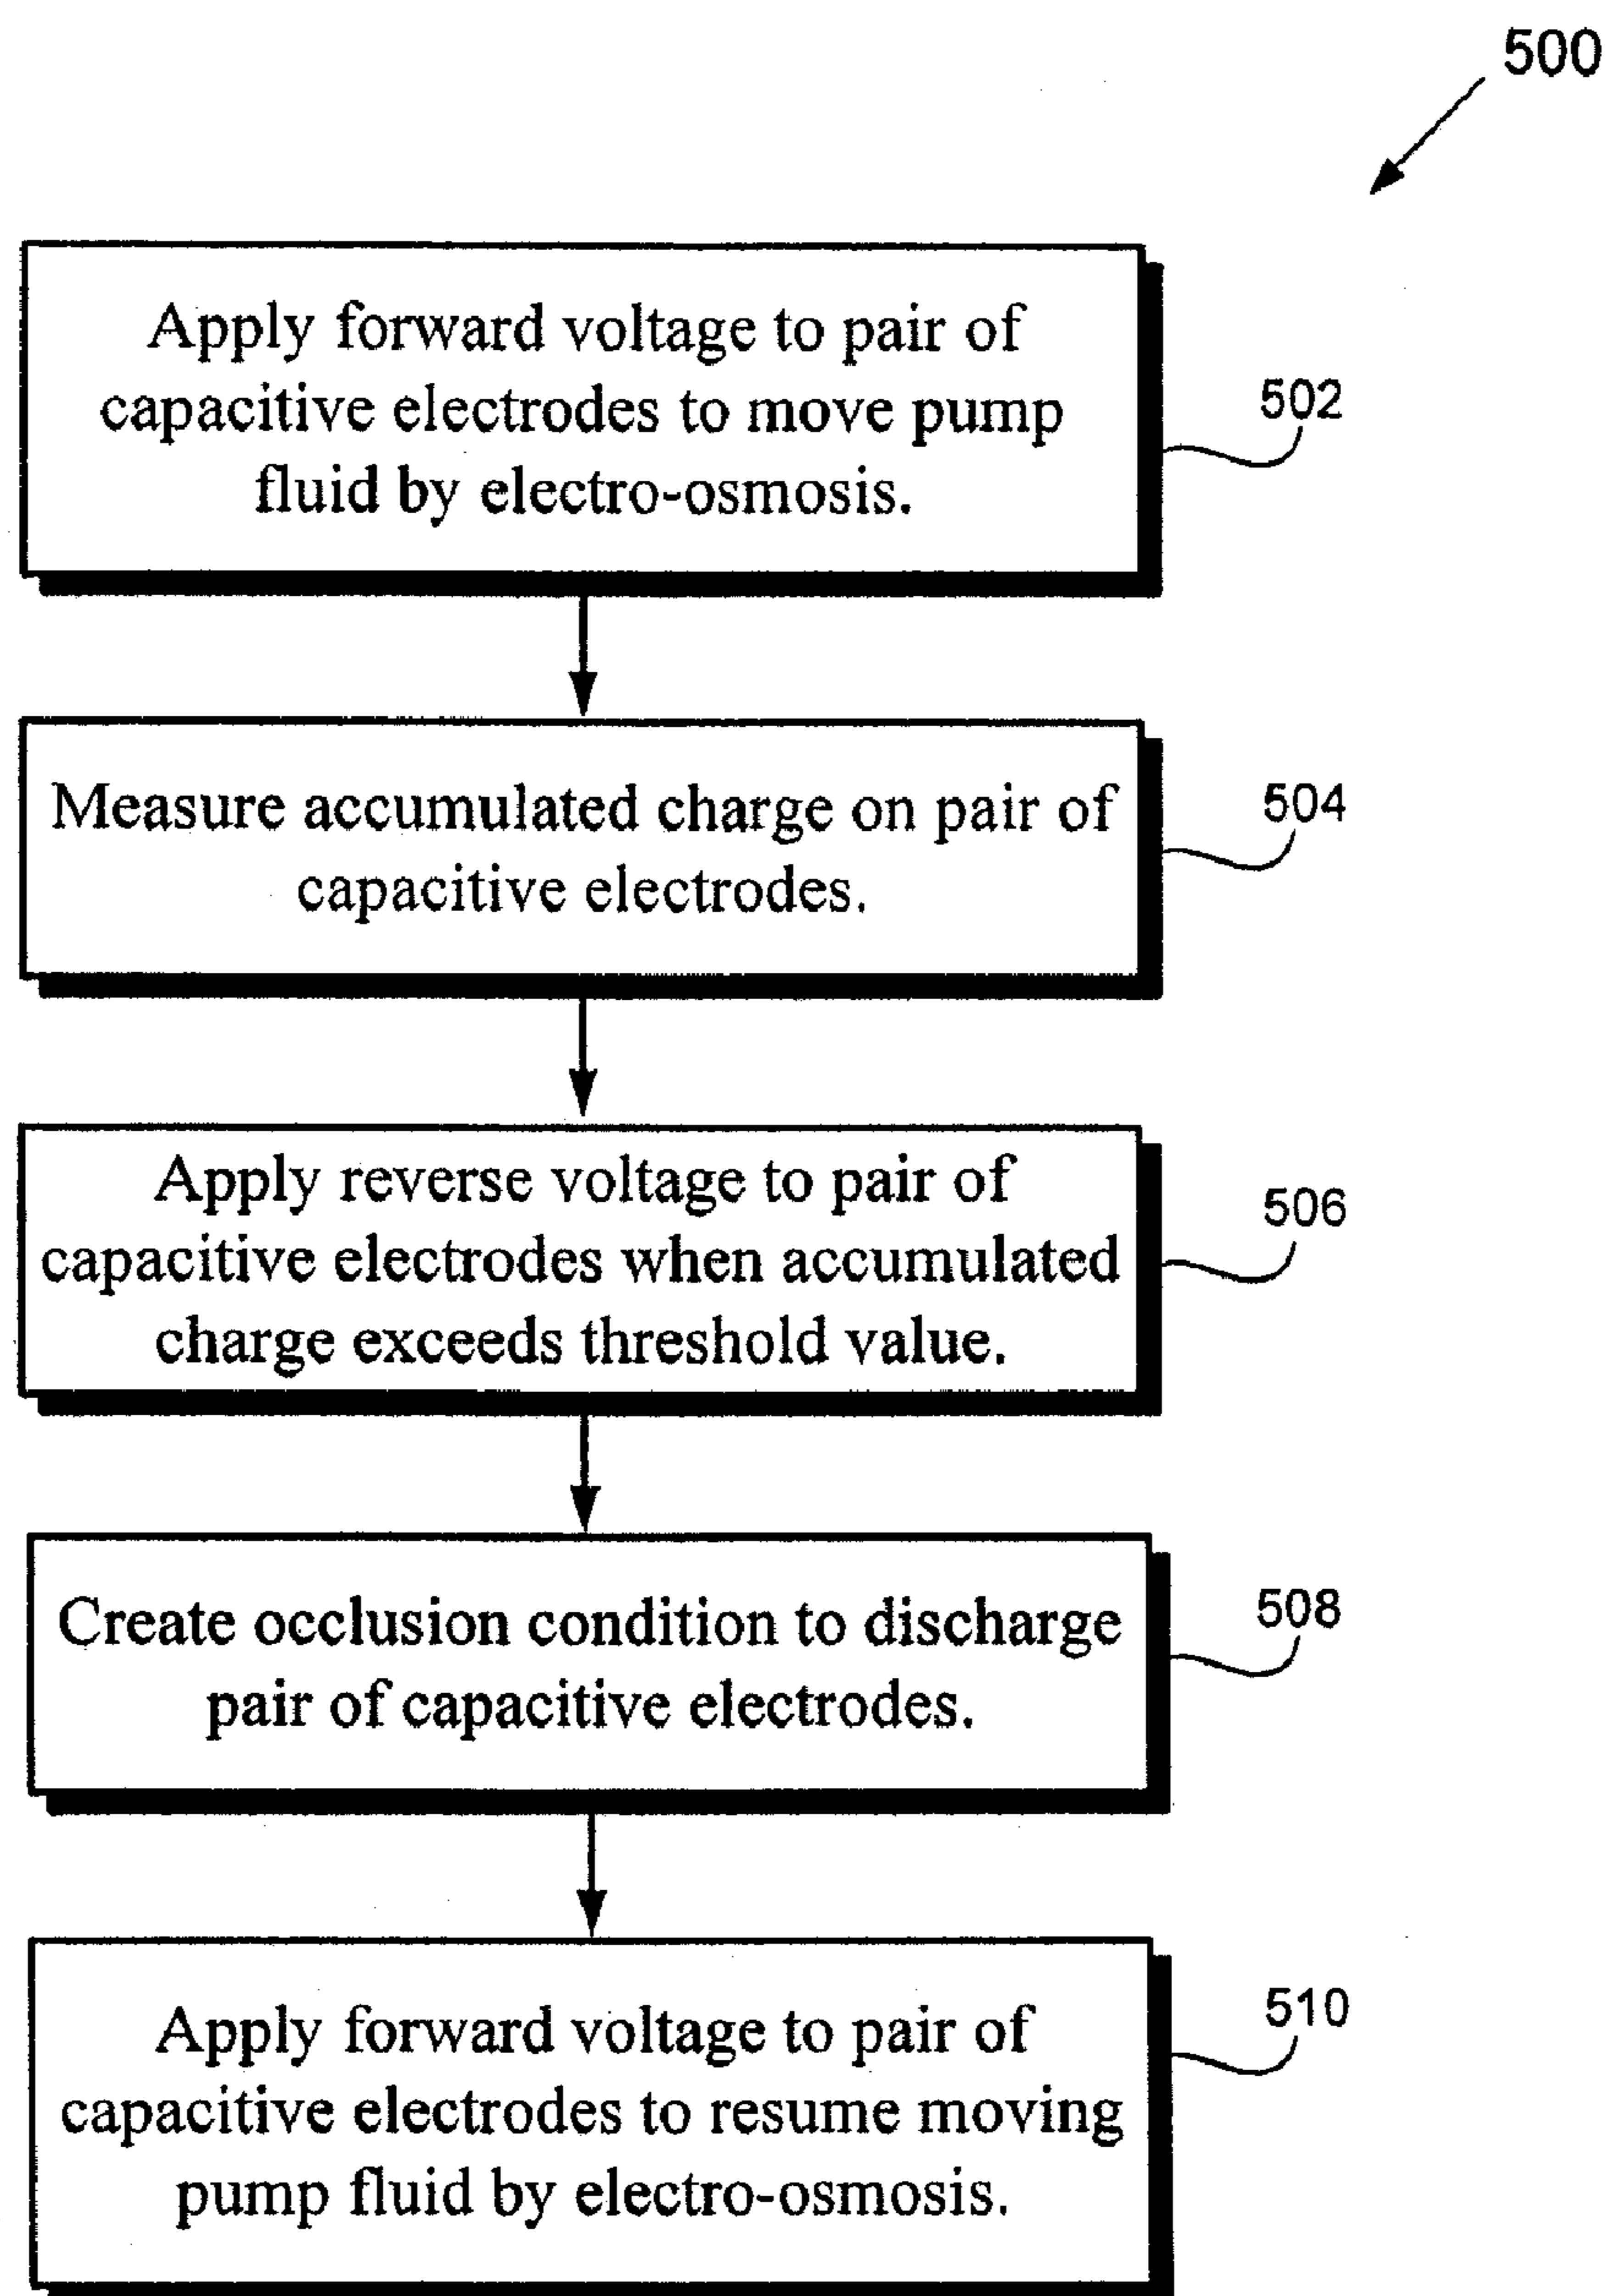 500
Apply forward voltage to pair of
capacitive electrodes to move pump
fluid by electro-osmosis.
502
Measure accumulated charge on pair of
capacitive electrodes.
504
Apply reverse voltage to pair of
capacitive electrodes when accumulated
charge exceeds threshold value.
506
Create occlusion condition to discharge
pair of capacitive electrodes.
508
Apply forward voltage to pair of
capacitive electrodes to resume moving
pump fluid by electro-osmosis.
510